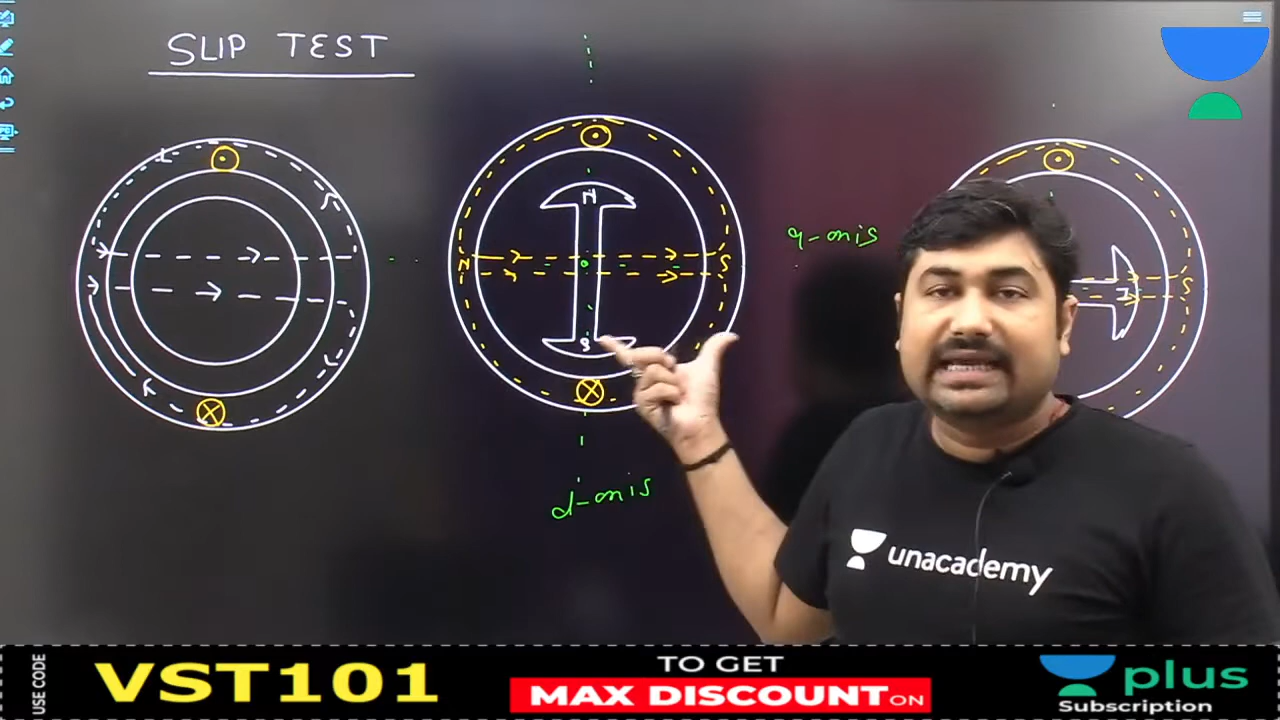 SLIP TEST
N
N
S
S
q-axis
S
d-axis
unacademy
USE CODE
VST101
TO GET
MAX DISCOUNT ON
plus
Subscription